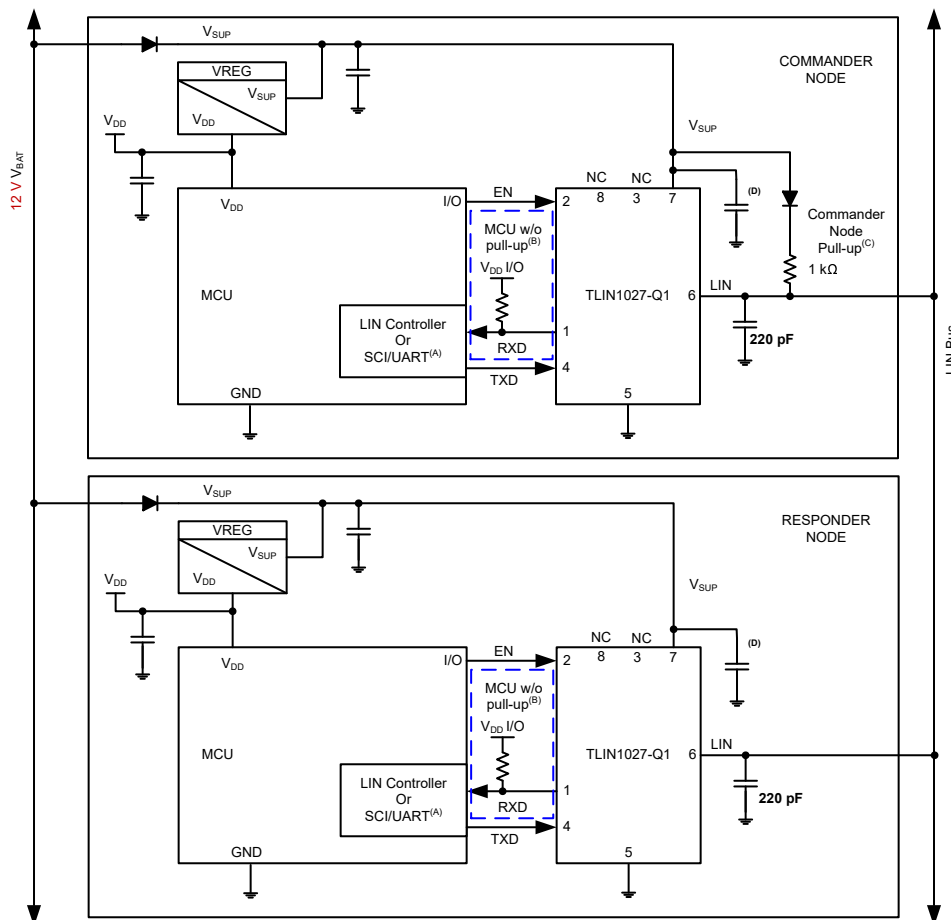 12 V VBAT
LIN Bus
COMMANDER
NODE
VSUP
VREG
VSUP
VDD
VDD
VSUP
VDD
MCU
I/O
EN
MCU w/o
pull-up(B)
VDD I/O
LIN Controller
Or
SCI/UART(A)
RXD
TXD
GND
NC
NC
8
3
7
2
1
4
5
6
TLIN1027-Q1
(D)
Commander
Node
Pull-up(C)
1 kΩ
LIN
220 pF
RESPONDER
NODE
VSUP
VREG
VSUP
VDD
VDD
VSUP
VDD
MCU
I/O
EN
MCU w/o
pull-up(B)
VDD I/O
LIN Controller
Or
SCI/UART(A)
RXD
TXD
GND
NC
NC
8
3
7
2
1
4
5
6
TLIN1027-Q1
(D)
LIN
220 pF